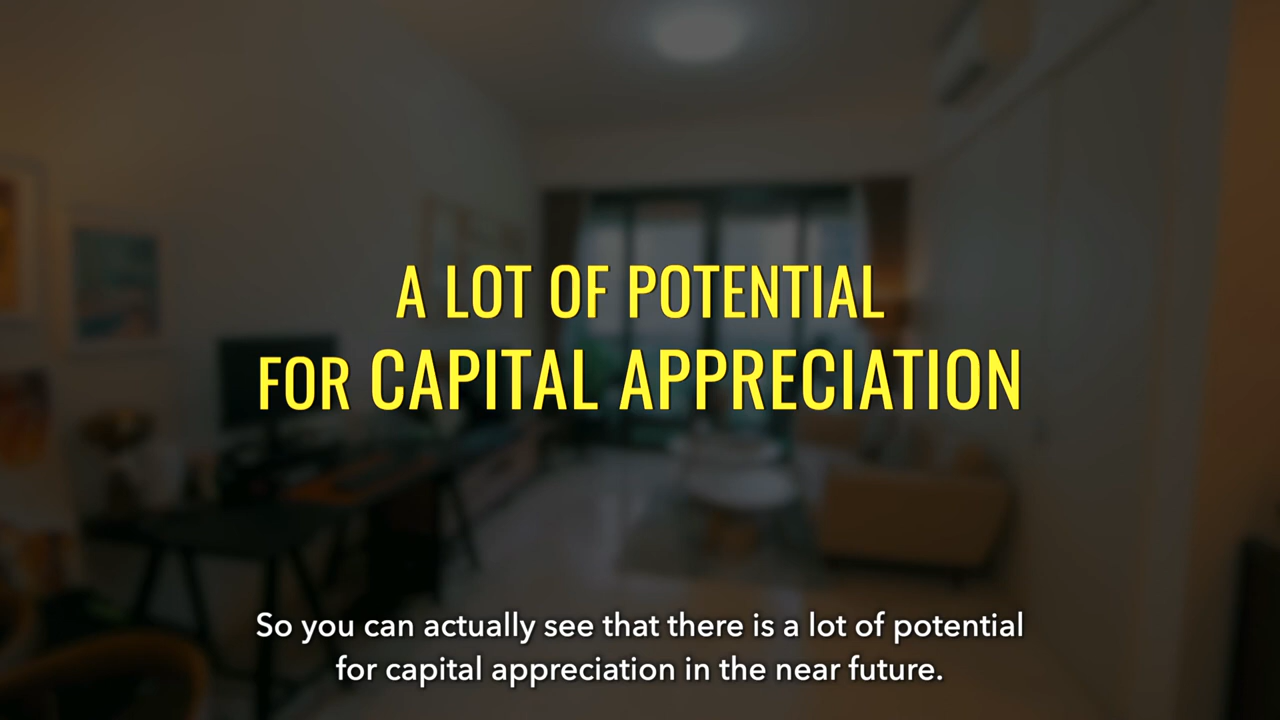 A LOT OF POTENTIAL
FOR CAPITAL APPRECIATION
So you can actually see that there is a lot of potential
for capital appreciation in the near future.